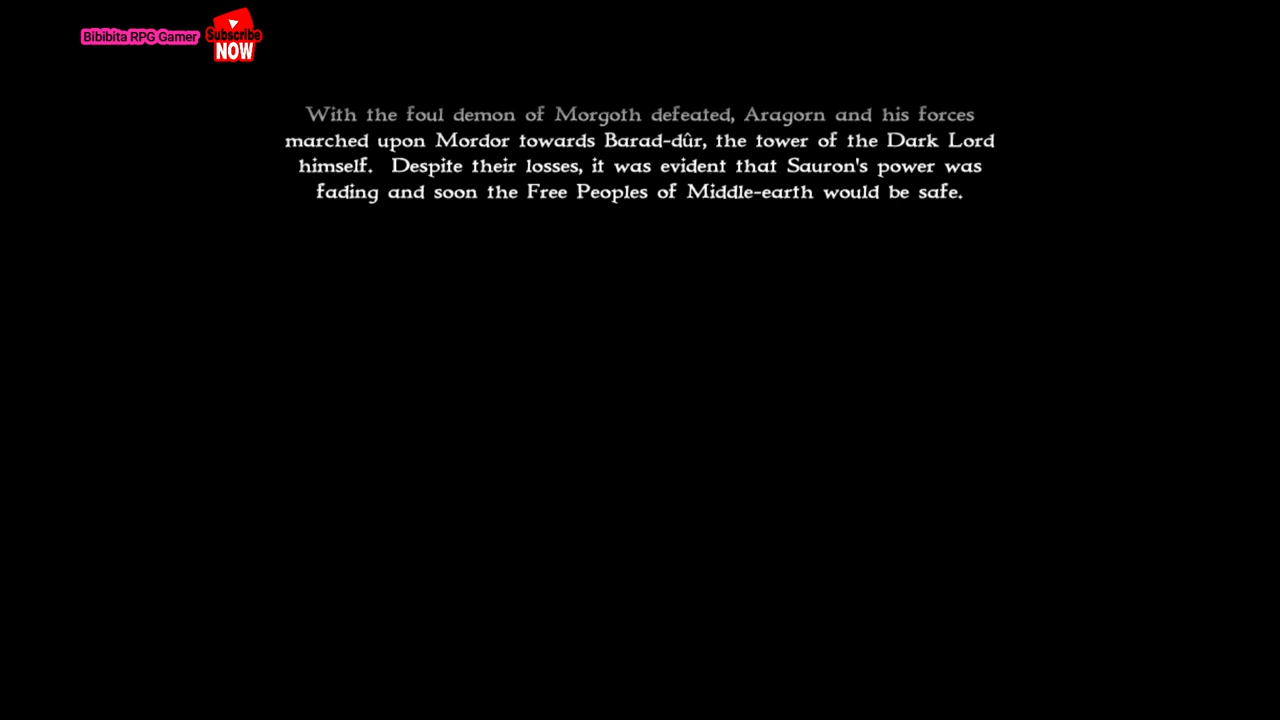 Bibibita RPG Gamer
Subscribe
NOW
With the foul demon of Morgoth defeated, Aragorn and his forces
marched upon Mordor towards Barad-dûr, the tower of the Dark Lord
himself.  Despite their losses, it was evident that Sauron's power was
fading and soon the Free Peoples of Middle-earth would be safe.